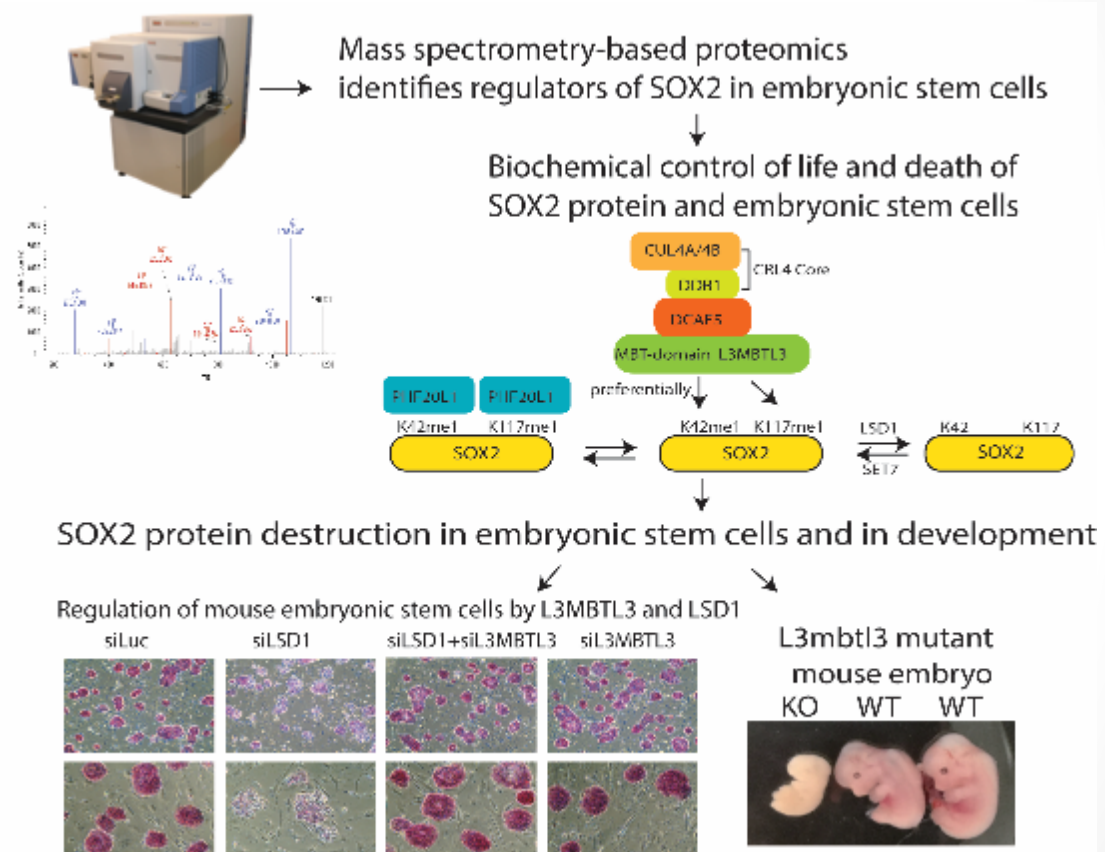 Mass spectrometry-based proteomics
identifies regulators of SOX2 in embryonic stem cells
Biochemical control of life and death of
SOX2 protein and embryonic stem cells
CUL4A/4B
CRL4 Core
DDB1
DCAF5
MBT-domain L3MBTL3
preferentially
PHF20L1 PHF20L1
K42me1 K117me1
SOX2
K42me1 K117me1
SOX2
LSD1
SET7
K42 K117
SOX2
SOX2 protein destruction in embryonic stem cells and in development
Regulation of mouse embryonic stem cells by L3MBTL3 and LSD1
siLuc siLSD1 siLSD1+siL3MBTL3 siL3MBTL3
L3mbtl3 mutant
mouse embryo
KO WT WT